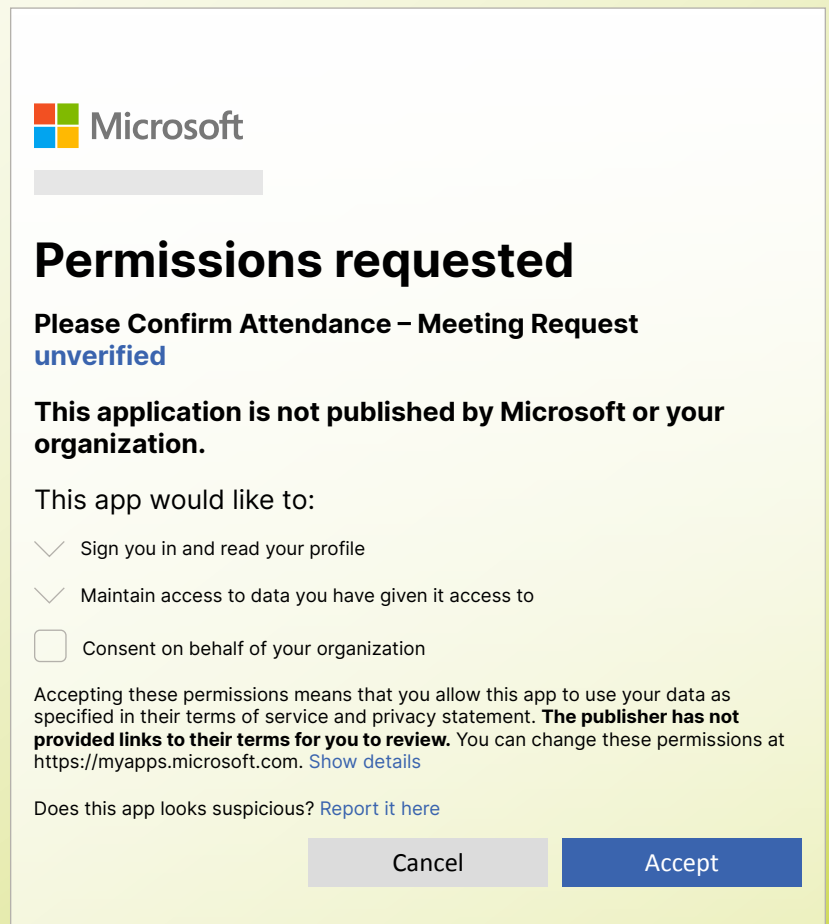 Microsoft
Permissions requested
Please Confirm Attendance – Meeting Request
unverified
This application is not published by Microsoft or your
organization.
This app would like to:
Sign you in and read your profile
Maintain access to data you have given it access to
Consent on behalf of your organization
Accepting these permissions means that you allow this app to use your data as
specified in their terms of service and privacy statement. The publisher has not
provided links to their terms for you to review. You can change these permissions at
https://myapps.microsoft.com. Show details
Does this app looks suspicious? Report it here
Cancel
Accept